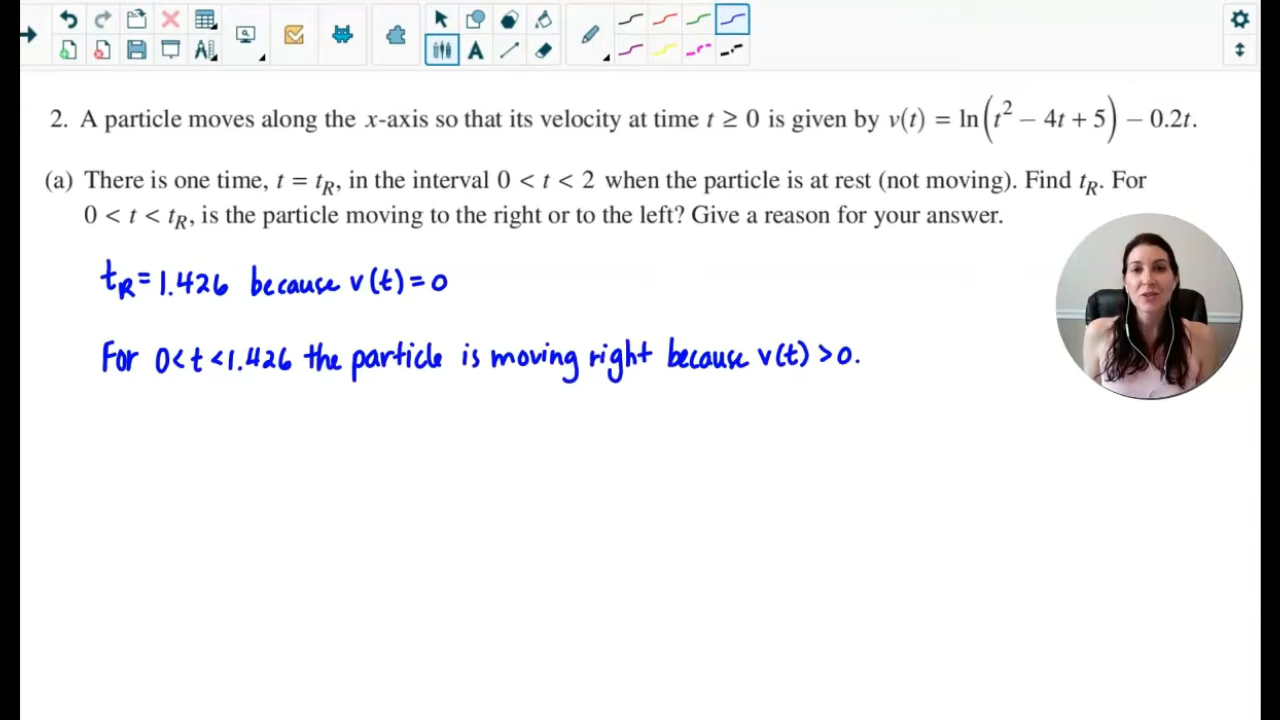 2. A particle moves along the x-axis so that its velocity at time t ≥ 0 is given by v(t) = ln(t² − 4t + 5) − 0.2t.
(a) There is one time, t = t_R, in the interval 0 < t < 2 when the particle is at rest (not moving). Find t_R. For
0 < t < t_R, is the particle moving to the right or to the left? Give a reason for your answer.
t_R = 1.426 because v(t) = 0
For 0 < t < 1.426 the particle is moving right because v(t) > 0.